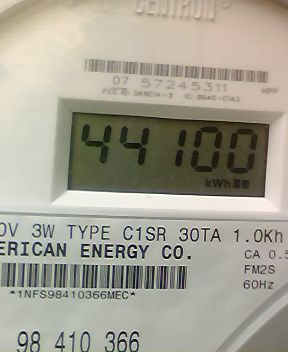 CENTRON®
07 57245311
44100
kWh
0V 3W TYPE C1SR 30TA 1.0Kh
ERICAN ENERGY CO.
CA 0.5
FM2S
60Hz
*1NFS98410366MEC*
98 410 366